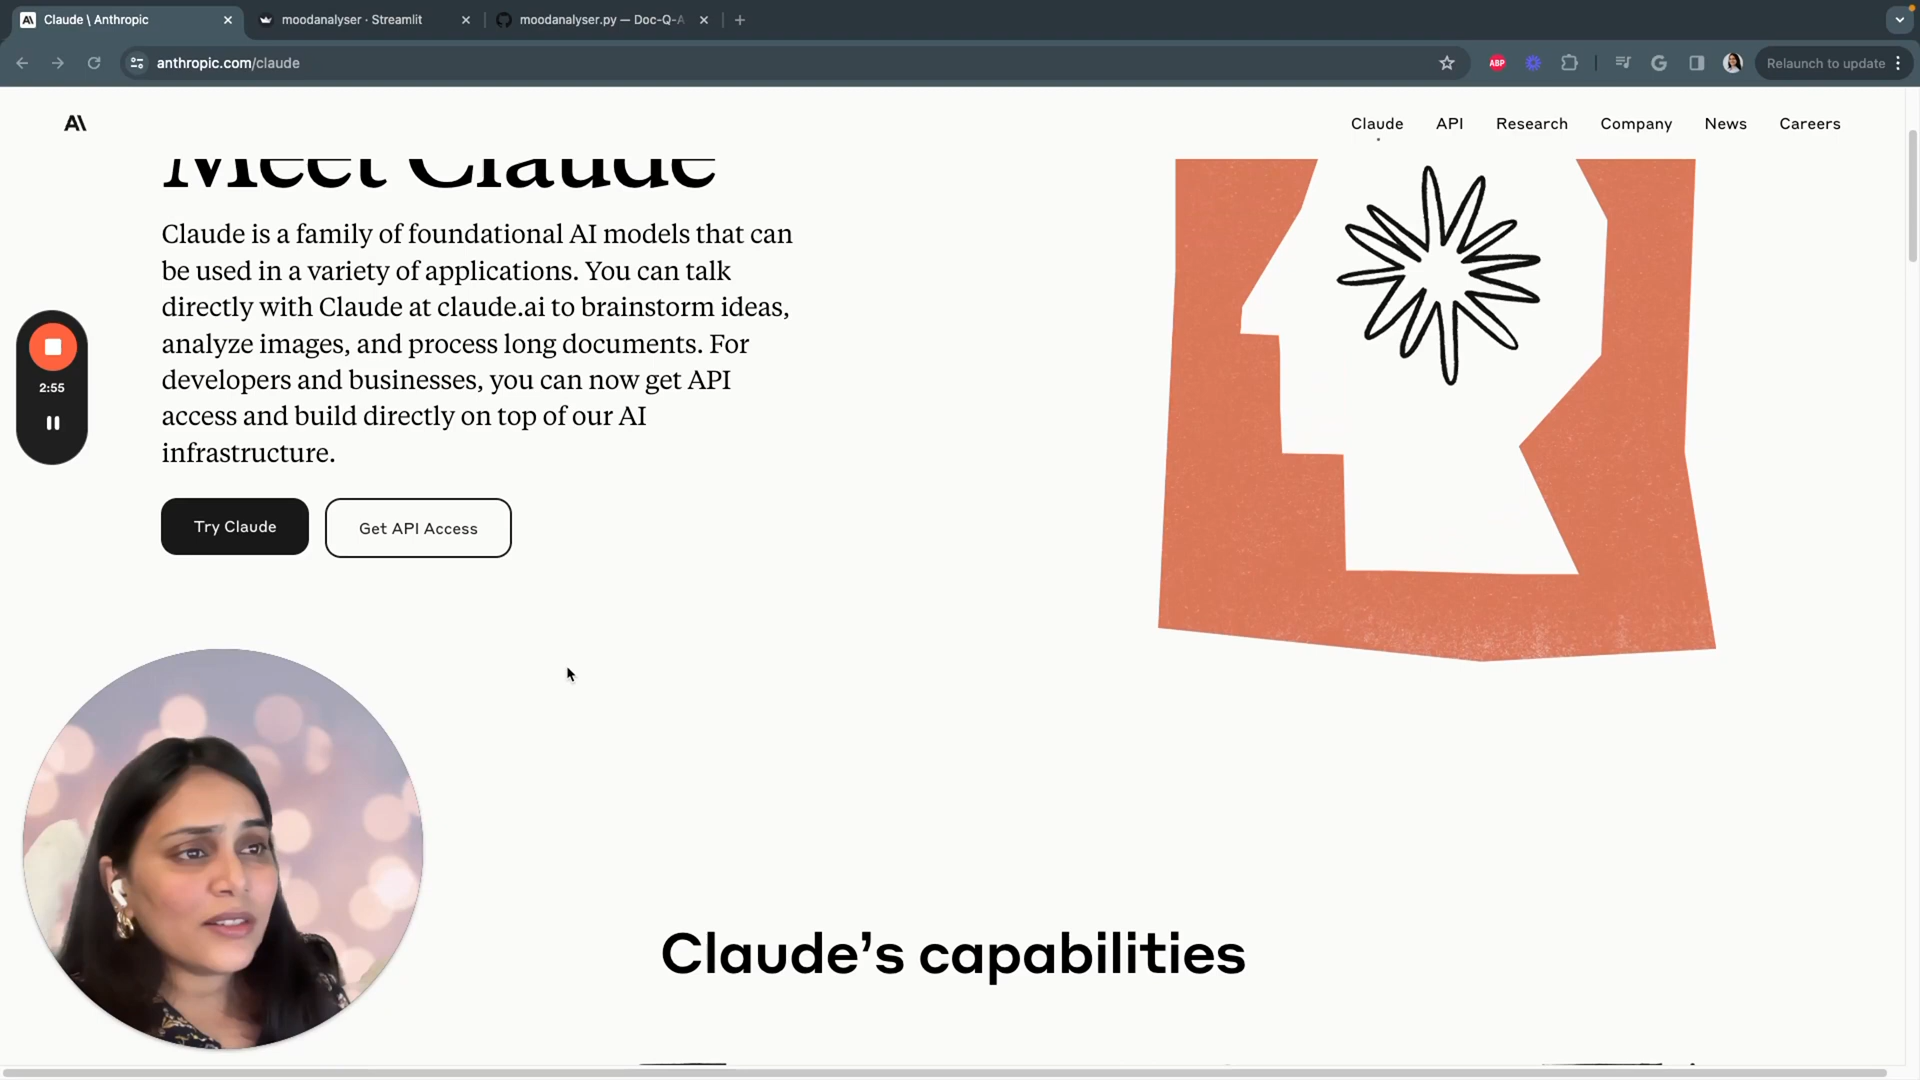 Claude \ Anthropic
moodanalyser · Streamlit
moodanalyser.py — Doc-Q-A
anthropic.com/claude
ABP
G
Relaunch to update
A\
Claude
API
Research
Company
News
Careers
Meet Claude
Claude is a family of foundational AI models that can
be used in a variety of applications. You can talk
directly with Claude at claude.ai to brainstorm ideas,
analyze images, and process long documents. For
developers and businesses, you can now get API
access and build directly on top of our AI
infrastructure.
2:55
Try Claude
Get API Access
Claude’s capabilities